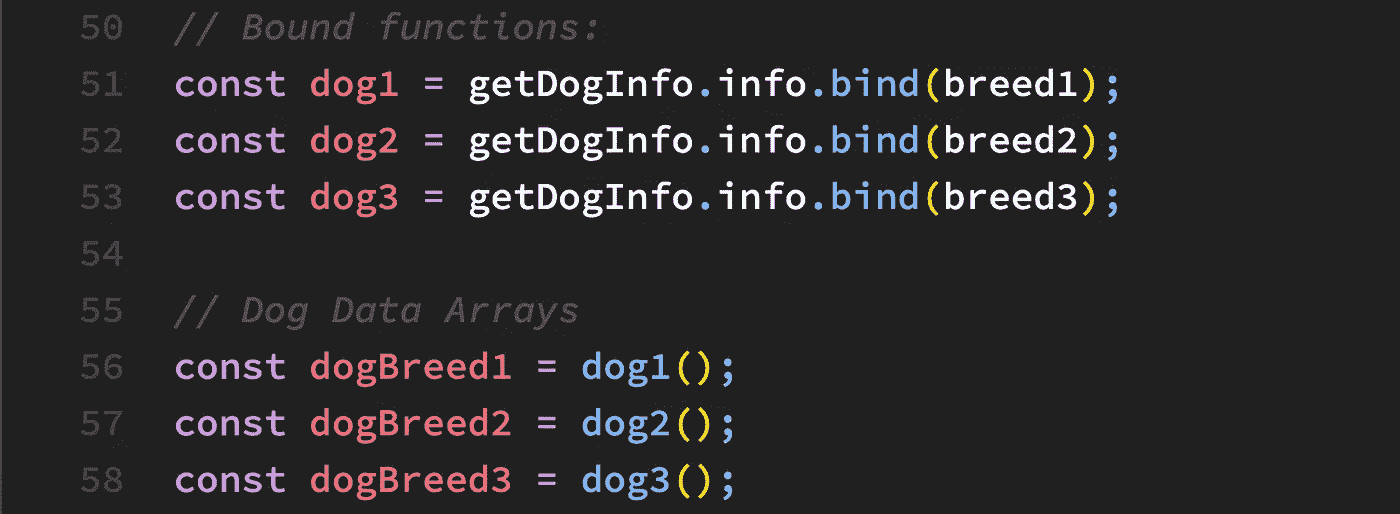 50 // Bound functions:
51 const dog1 = getDogInfo.info.bind(breed1);
52 const dog2 = getDogInfo.info.bind(breed2);
53 const dog3 = getDogInfo.info.bind(breed3);
54
55 // Dog Data Arrays
56 const dogBreed1 = dog1();
57 const dogBreed2 = dog2();
58 const dogBreed3 = dog3();